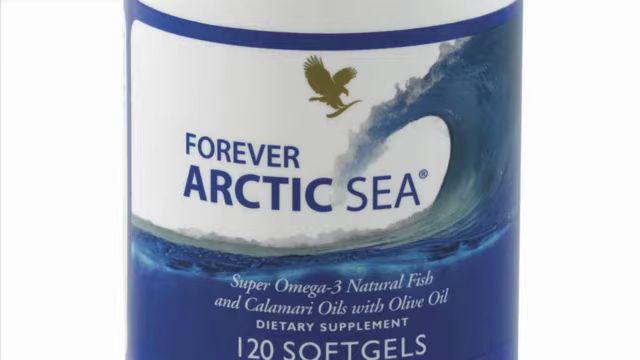 FOREVER
ARCTIC SEA®
Super Omega-3 Natural Fish
and Calamari Oils with Olive Oil
DIETARY SUPPLEMENT
120 SOFTGELS